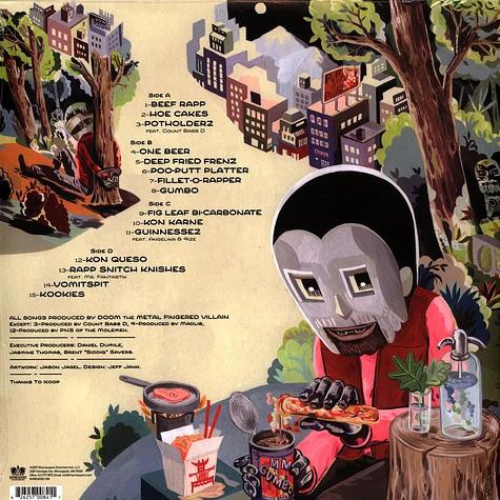 SIDE A
1-BEEF RAPP
2-HOE CAKES
3-POTHOLDERZ
FEAT. COUNT BASS D
SIDE B
4-ONE BEER
5-DEEP FRIED FRENZ
6-POO-PUTT PLATTER
7-FILLET-O-RAPPER
8-GUMBO
SIDE C
9-FIG LEAF BI-CARBONATE
10-KON KARNE
11-GUINNESSEZ
FEAT. ANGELIKA & 4IZE
SIDE D
12-KON QUESO
13-RAPP SNITCH KNISHES
FEAT. MR. FANTASTIK
14-VOMITSPIT
15-KOOKIES
ALL SONGS PRODUCED BY DOOM THE METAL FINGERED VILLAIN
EXCEPT: 3-PRODUCED BY COUNT BASS D, 4-PRODUCED BY MADLIB,
13-PRODUCED BY PNS OF THE MOLEMEN.
EXECUTIVE PRODUCERS: DANIEL DUMILE,
JASMINE THOMAS, BRENT "SIDDIQ" SAYERS.
ARTWORK: JASON JAGEL. DESIGN: JEFF JANK.
THANKS TO KOOP
MM..
GUMBO